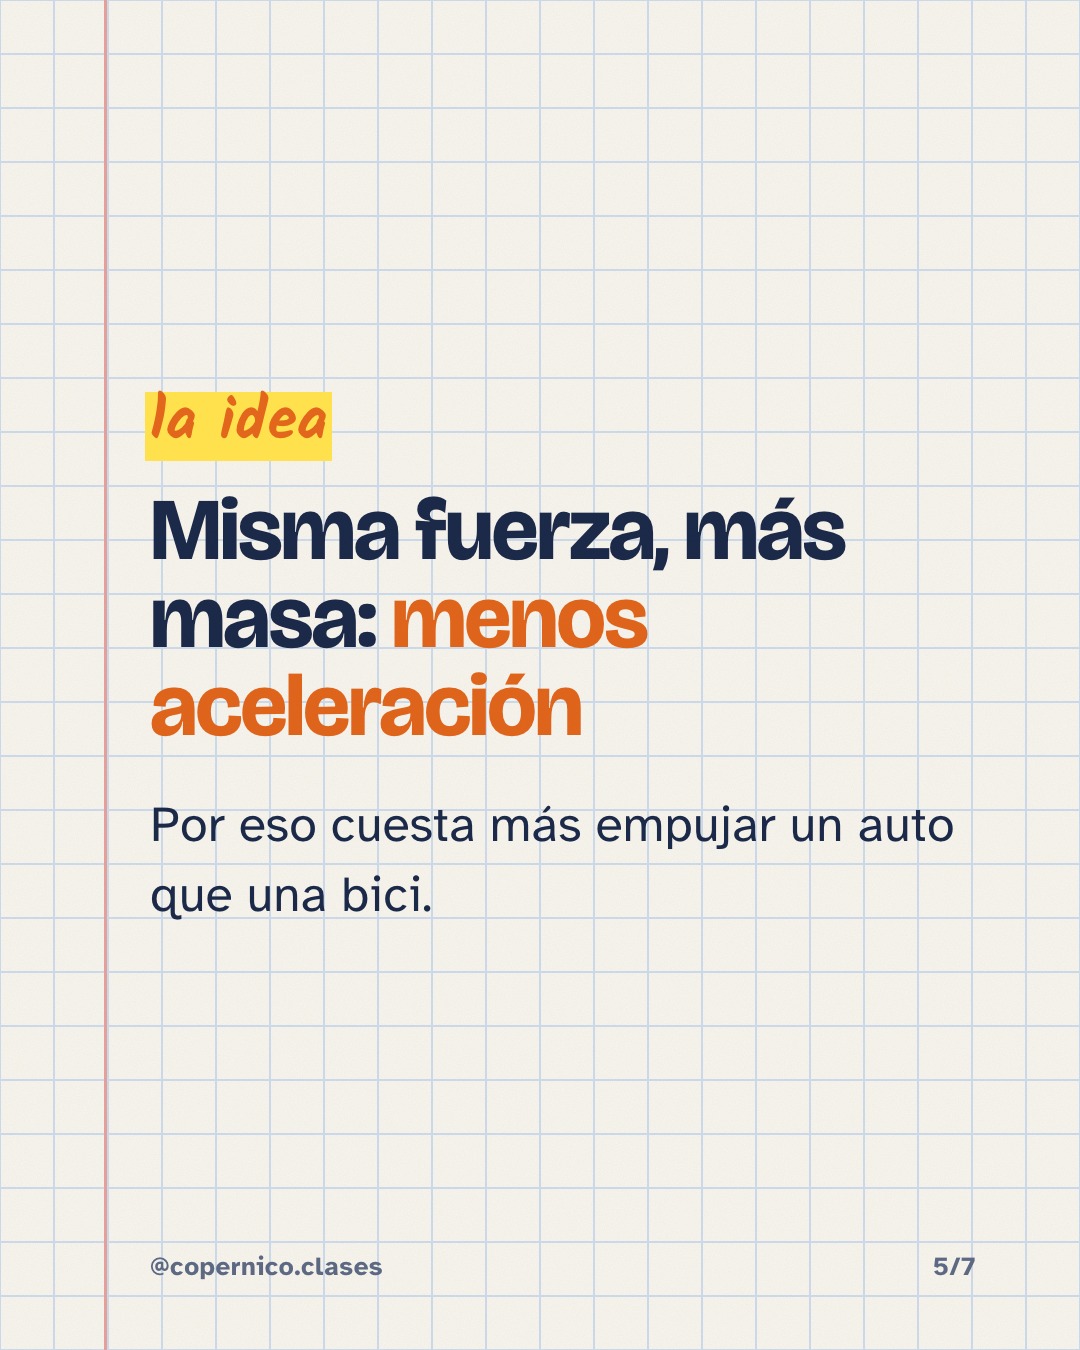 la idea
Misma fuerza, más
masa: menos
aceleración
Por eso cuesta más empujar un auto
que una bici.
@copernico.clases
5/7